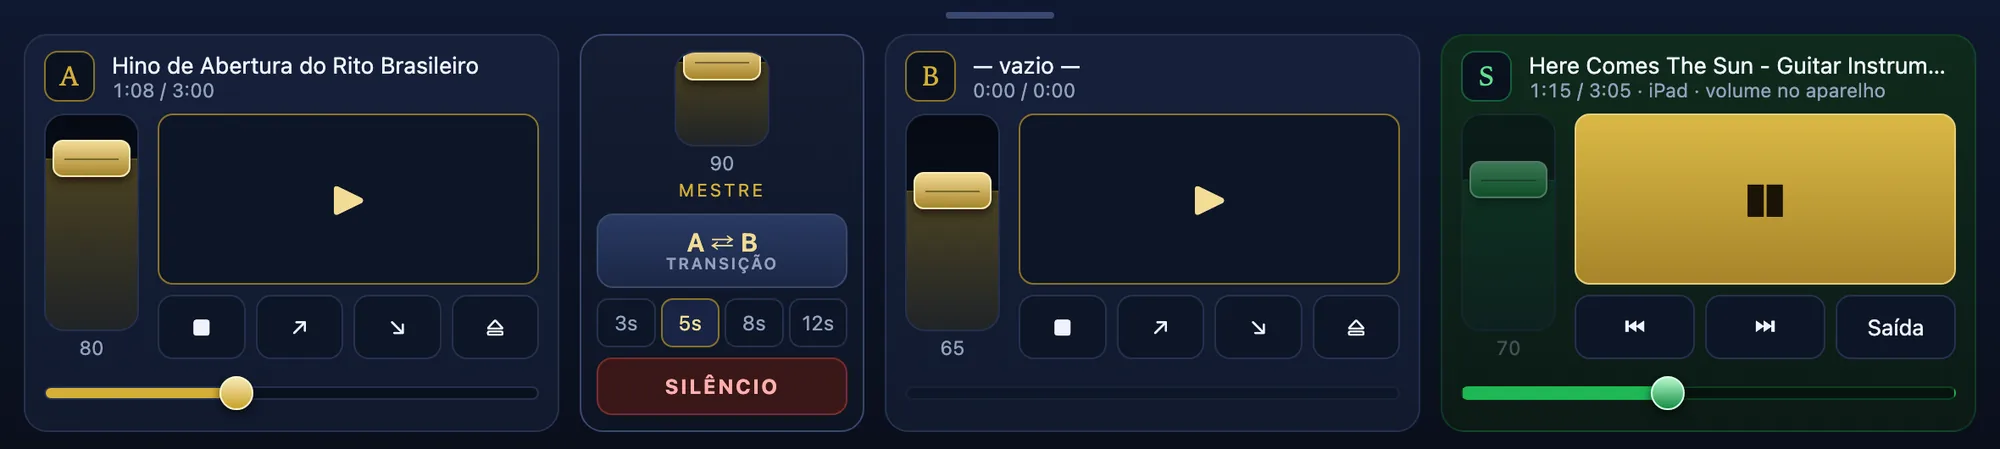 A
Hino de Abertura do Rito Brasileiro
1:08 / 3:00
80
90
MESTRE
A ⇄ B
TRANSIÇÃO
3s 5s 8s 12s
SILÊNCIO
B
— vazio —
0:00 / 0:00
65
S
Here Comes The Sun - Guitar Instrum...
1:15 / 3:05 · iPad · volume no aparelho
70
Saída